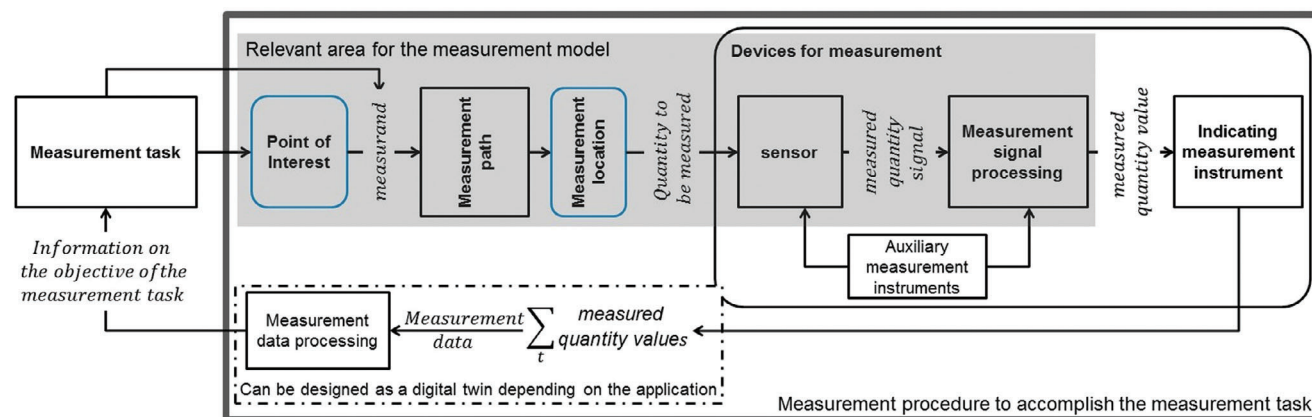 Relevant area for the measurement model
Devices for measurement
Measurement task
Point of
Interest
measurand
Measurement
path
Measurement
location
Quantity to
be measured
sensor
measured
quantity
signal
Measurement
signal
processing
measured
quantity value
Indicating
measurement
instrument
Auxiliary
measurement
instruments
Information on
the objective of the
measurement task
Measurement
data processing
Measurement
data
∑
t
measured
quantity values
Can be designed as a digital twin depending on the application
Measurement procedure to accomplish the measurement task